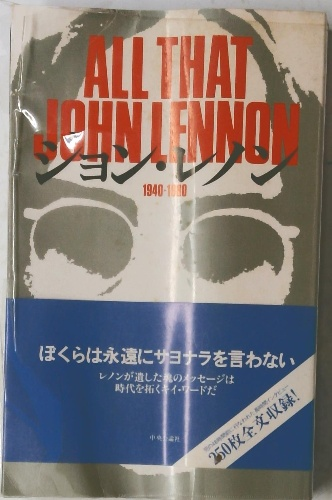 ALL THAT
JOHN LENNON
ジョン・レノン
1940-1980
ぼくらは永遠にサヨナラを言わない
レノンが遺した魂のメッセージは
時代を拓くキイ・ワードだ
中央公論社
250枚全文収録!